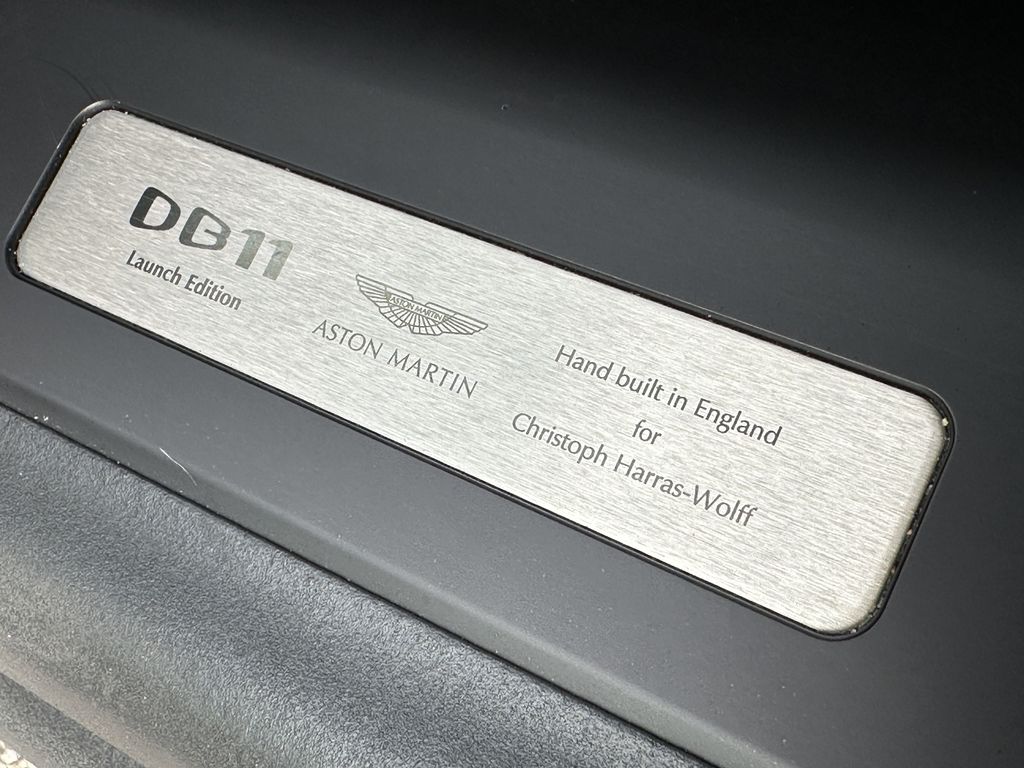 DB11
Launch Edition
ASTON MARTIN
ASTON MARTIN
Hand built in England
for
Christoph Harras-Wolff